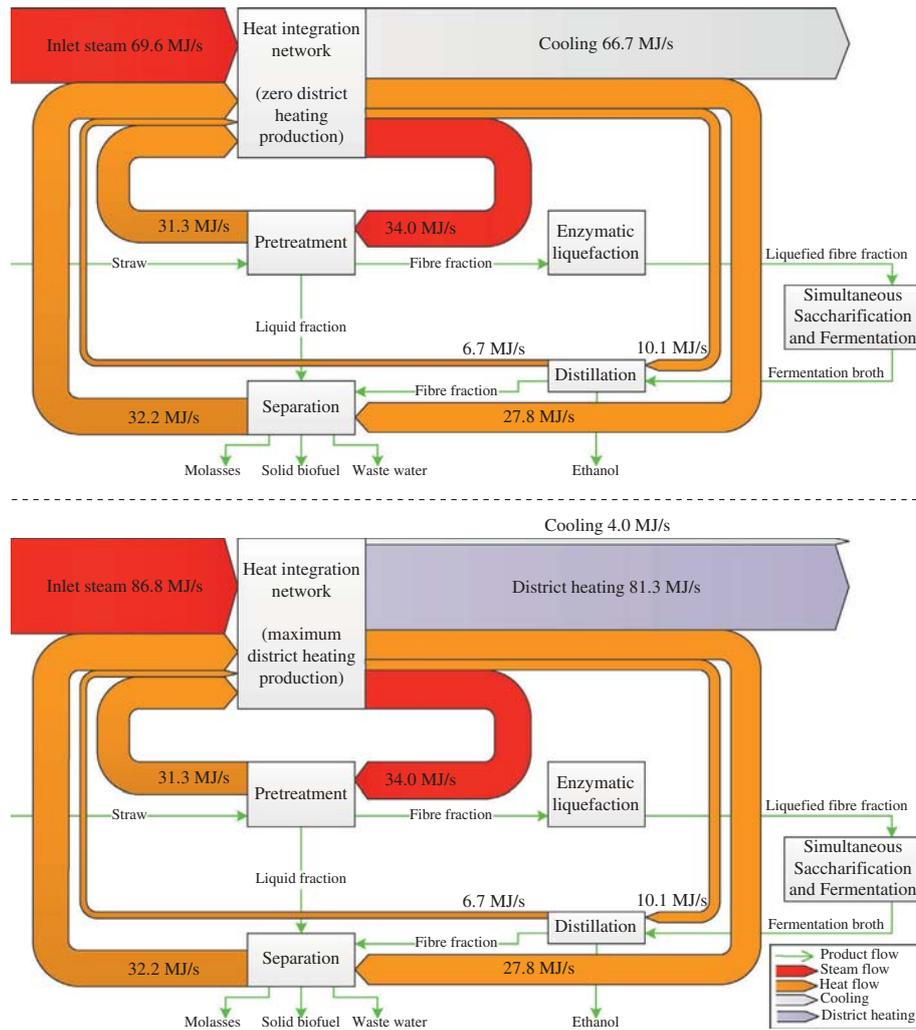 Inlet steam 69.6 MJ/s
Heat integration
network
(zero district
heating
production)
Cooling 66.7 MJ/s
31.3 MJ/s
Pretreatment
34.0 MJ/s
Enzymatic
liquefaction
Straw
Fibre fraction
Liquefied fibre fraction
Simultaneous
Saccharification
and Fermentation
Liquid fraction
6.7 MJ/s
10.1 MJ/s
Distillation
Fermentation broth
Fibre fraction
Separation
32.2 MJ/s
27.8 MJ/s
Molasses
Solid biofuel
Waste water
Ethanol
Cooling 4.0 MJ/s
Inlet steam 86.8 MJ/s
Heat integration
network
(maximum
district heating
production)
District heating 81.3 MJ/s
31.3 MJ/s
Pretreatment
34.0 MJ/s
Enzymatic
liquefaction
Straw
Fibre fraction
Liquefied fibre fraction
Simultaneous
Saccharification
and Fermentation
Liquid fraction
6.7 MJ/s
10.1 MJ/s
Distillation
Fermentation broth
Fibre fraction
Separation
32.2 MJ/s
27.8 MJ/s
Molasses
Solid biofuel
Waste water
Ethanol
Product flow
Steam flow
Heat flow
Cooling
District heating